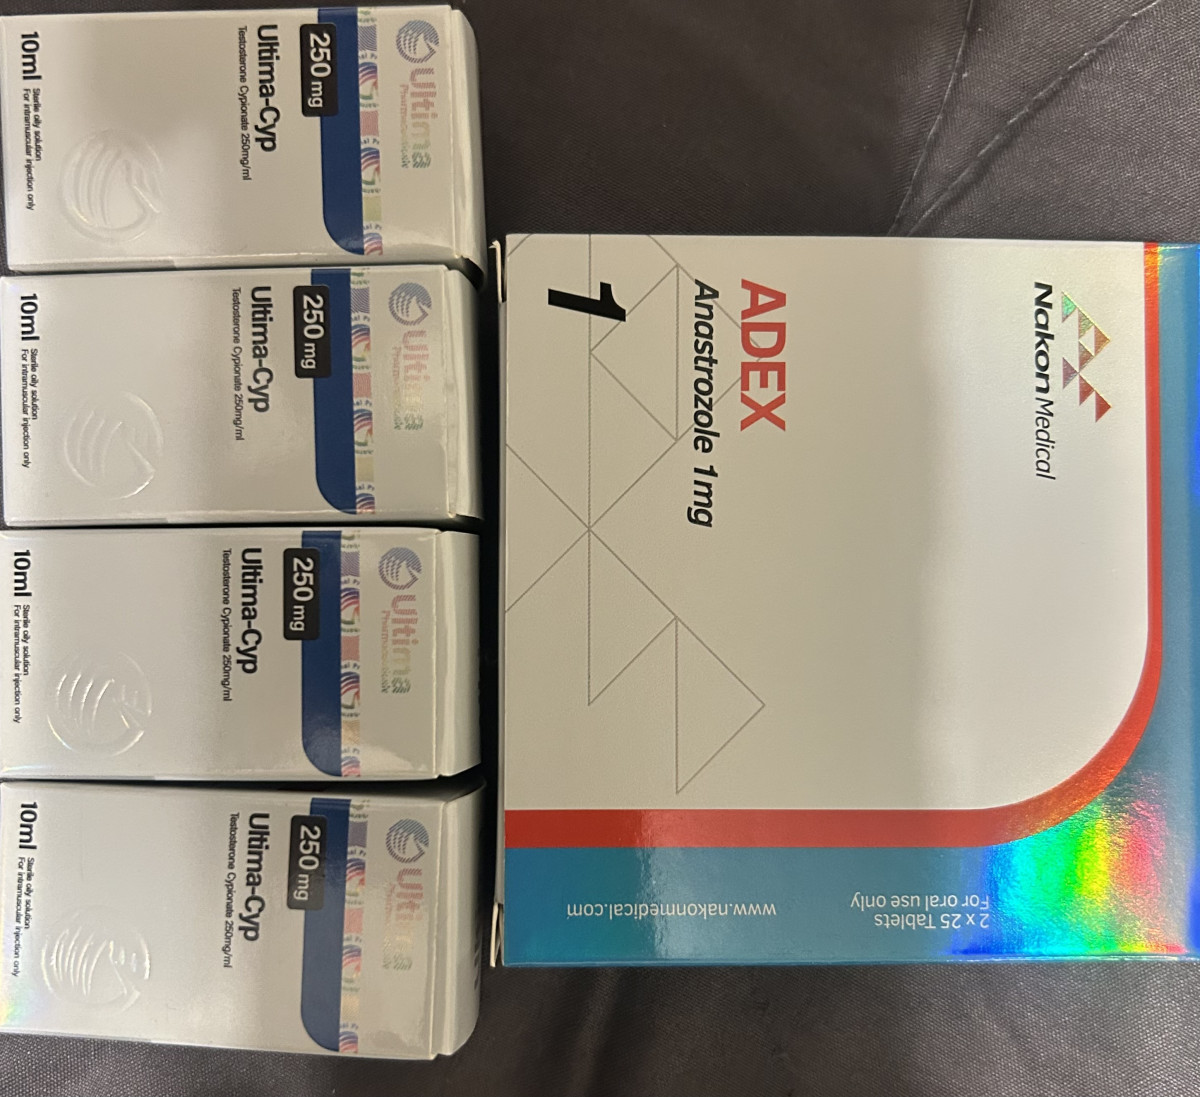 Ultima
Pharmaceuticals
250 mg
Ultima-Cyp
Testosterone Cypionate 250mg/ml
10ml
Sterile oily solution
For intramuscular injection only
Ultima
250 mg
Ultima-Cyp
Testosterone Cypionate 250mg/ml
10ml
Sterile oily solution
For intramuscular injection only
Ultima
Pharmaceuticals
250 mg
Ultima-Cyp
Testosterone Cypionate 250mg/ml
10ml
Sterile oily solution
For intramuscular injection only
Ultima
250 mg
Ultima-Cyp
Testosterone Cypionate 250mg/ml
10ml
Sterile oily solution
For intramuscular injection only
Nakon Medical
ADEX
Anastrozole 1mg
1
2 x 25 Tablets
For oral use only
www.nakonmedical.com